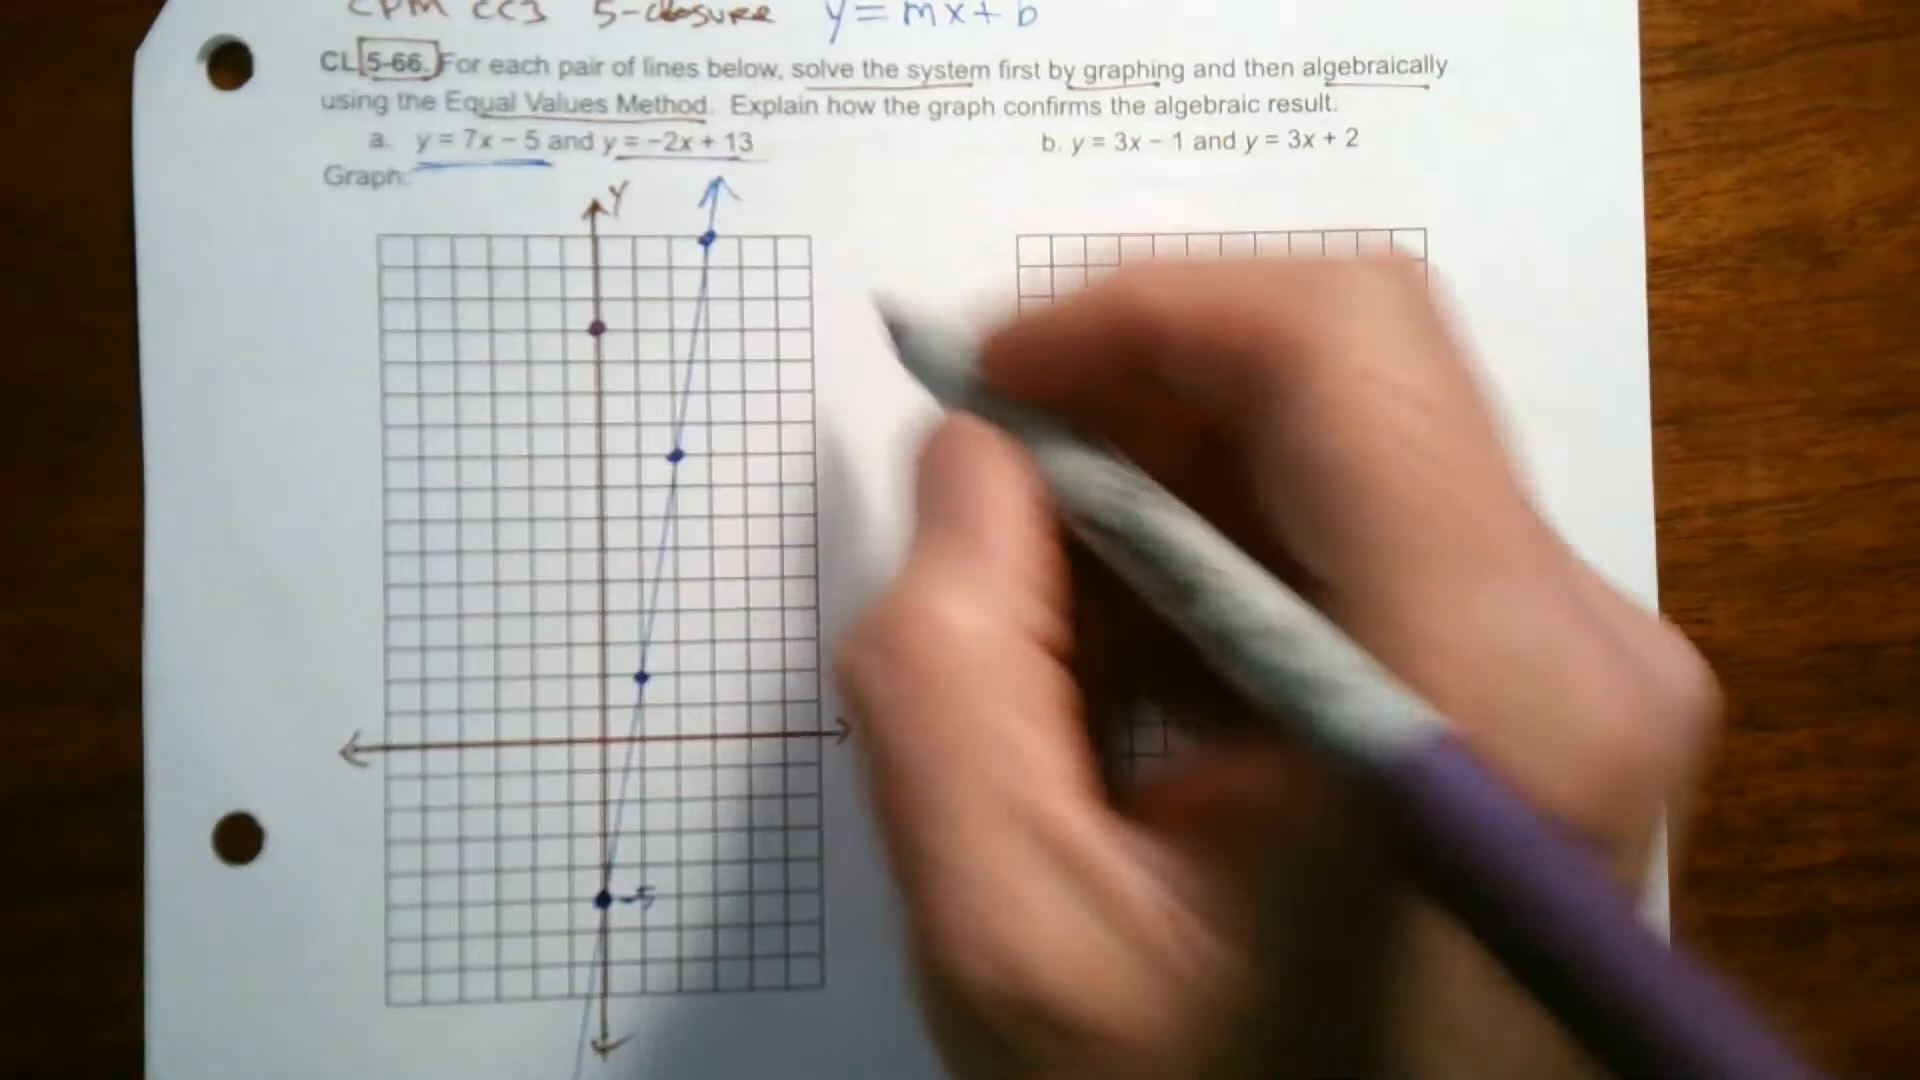 CPM CC3 5-closure y = mx + b
CL 5-66. For each pair of lines below, solve the system first by graphing and then algebraically
using the Equal Values Method. Explain how the graph confirms the algebraic result.
a. y = 7x − 5 and y = −2x + 13
b. y = 3x − 1 and y = 3x + 2
Graph:
Y
-5